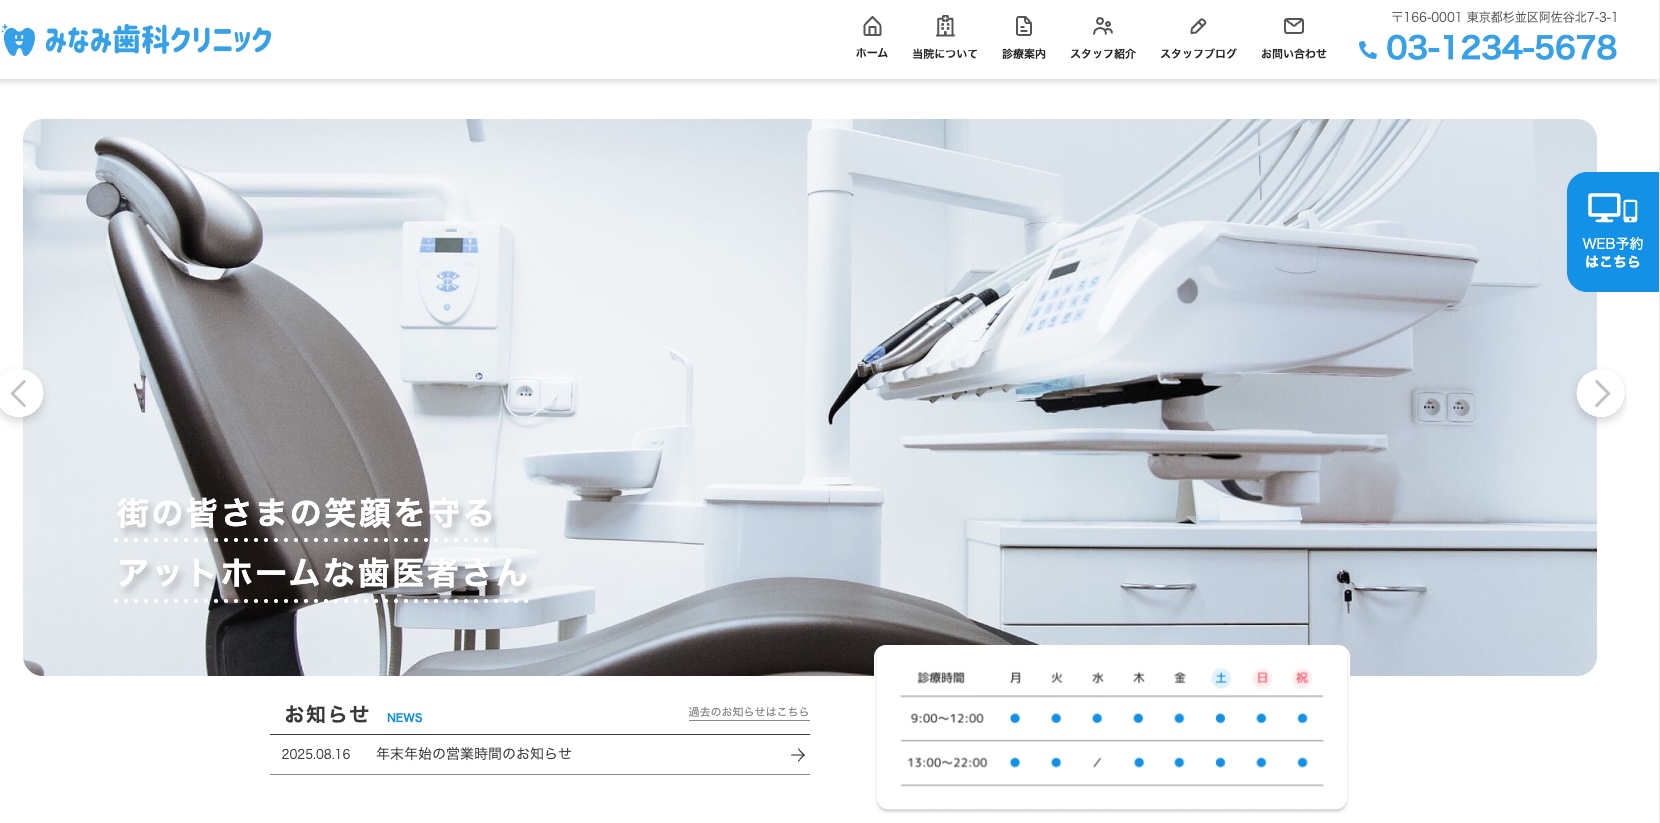 みなみ歯科クリニック
ホーム
当院について
診療案内
スタッフ紹介
スタッフブログ
お問い合わせ
〒166-0001 東京都杉並区阿佐谷北7-3-1
03-1234-5678
WEB予約
はこちら
街の皆さまの笑顔を守る
アットホームな歯医者さん
お知らせ NEWS 過去のお知らせはこちら
2025.08.16 年末年始の営業時間のお知らせ
診療時間 月 火 水 木 金 土 日 祝
9:00〜12:00 ● ● ● ● ● ● ● ●
13:00〜22:00 ● ● / ● ● ● ● ●